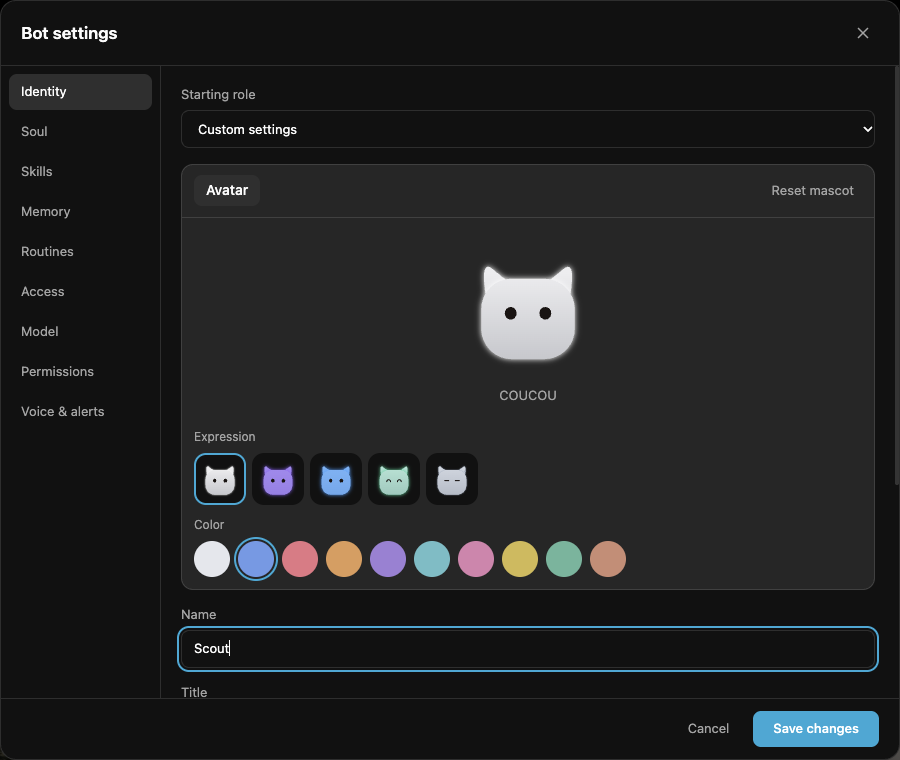 Bot settings
Identity
Soul
Skills
Memory
Routines
Access
Model
Permissions
Voice & alerts
Starting role
Custom settings
Avatar
Reset mascot
COUCOU
Expression
Color
Name
Scout
Title
Cancel
Save changes